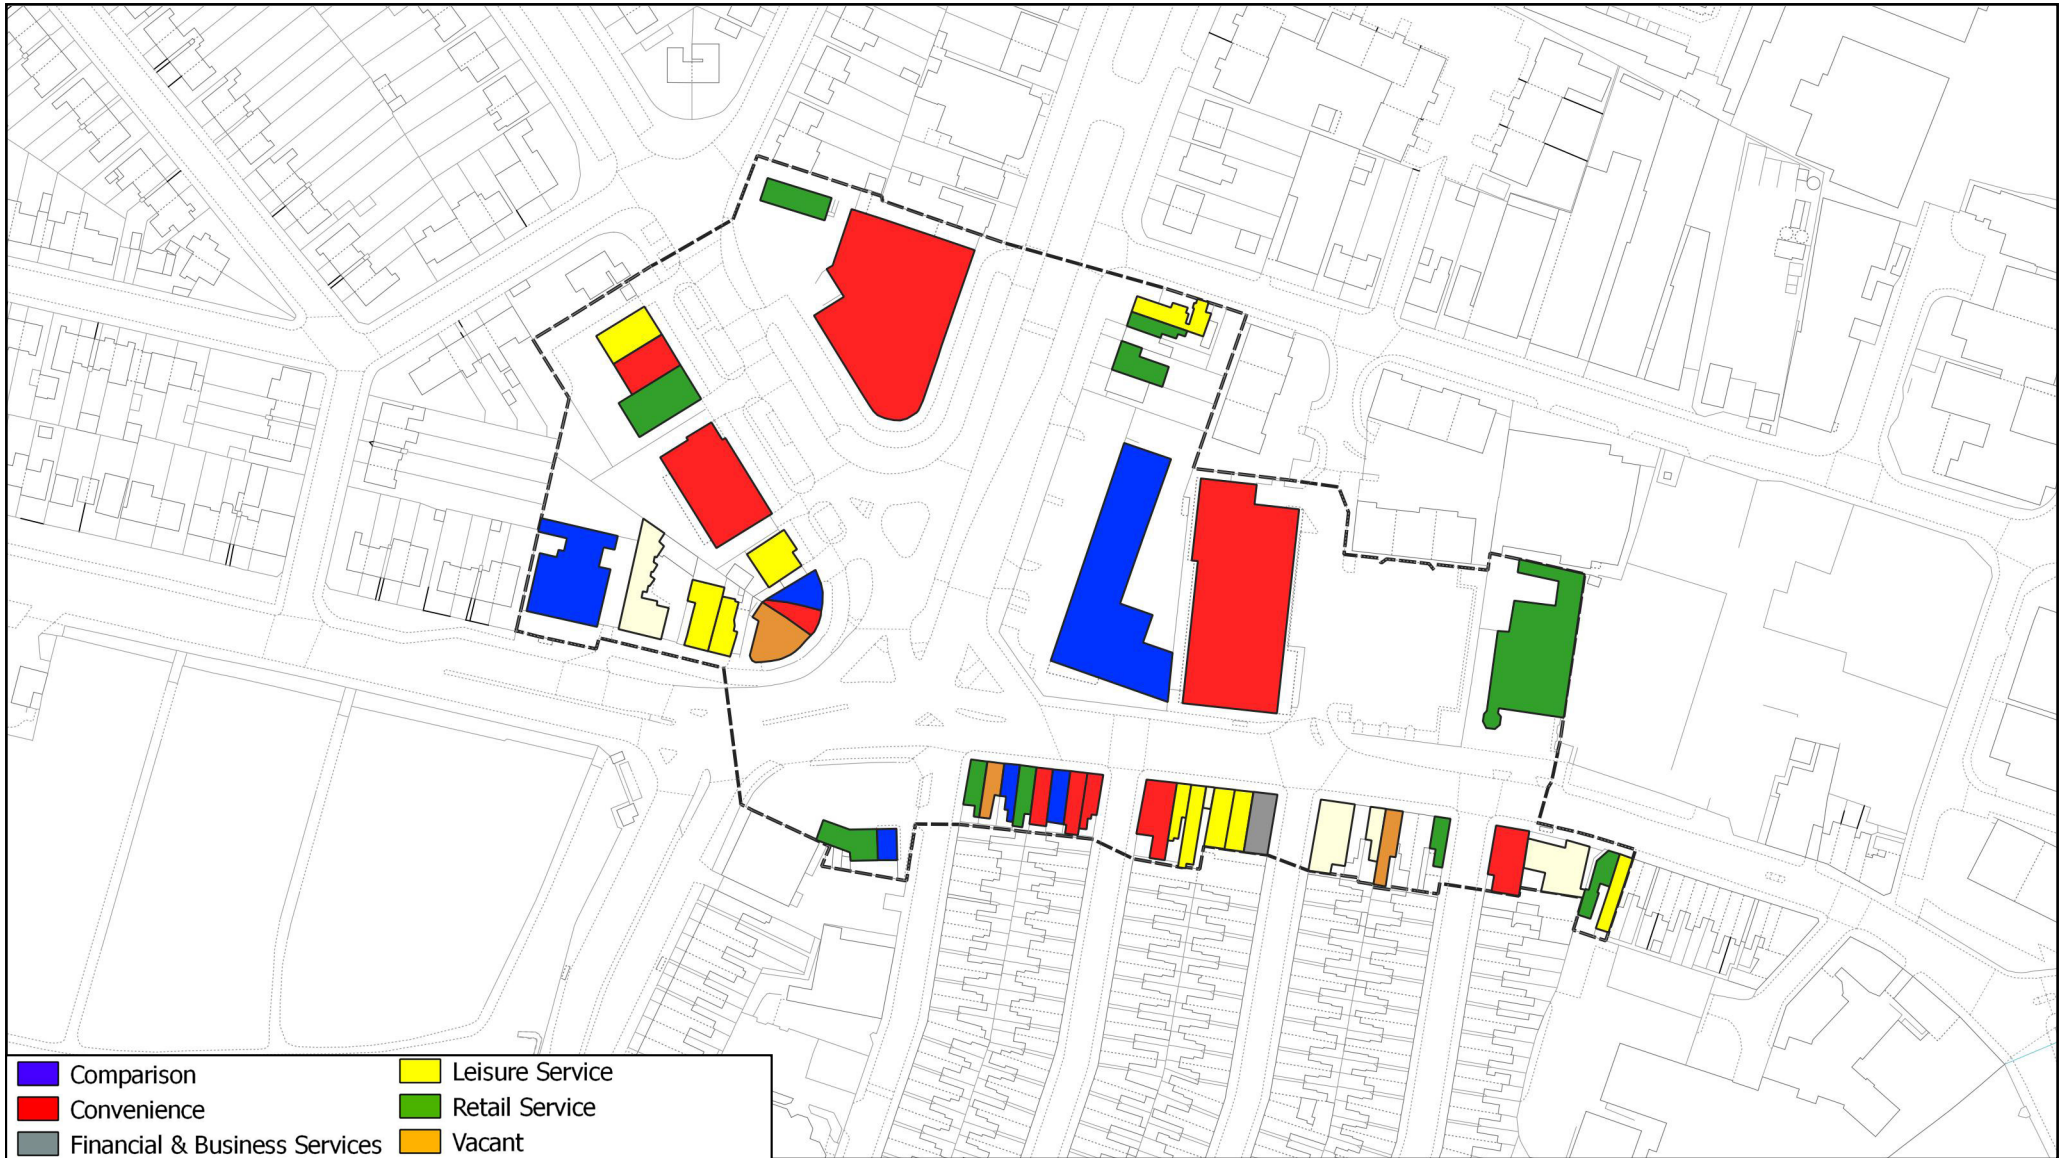 Comparison
Convenience
Financial & Business Services
Leisure Service
Retail Service
Vacant